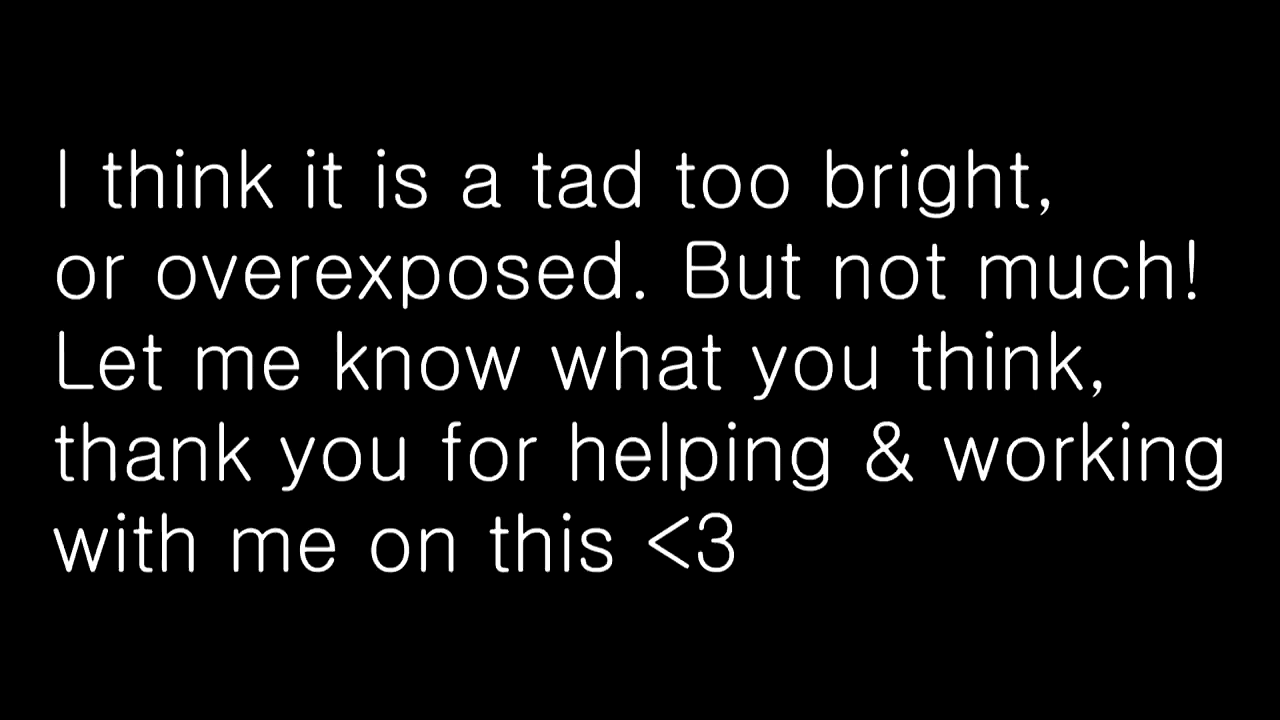 I think it is a tad too bright,
or overexposed. But not much!
Let me know what you think,
thank you for helping & working
with me on this <3